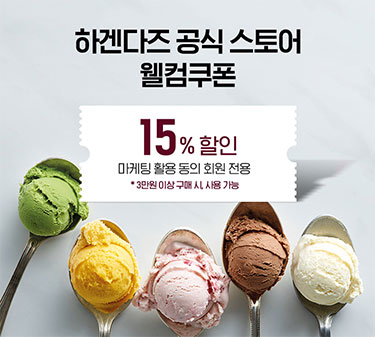 하겐다즈 공식 스토어
웰컴쿠폰
15% 할인
마케팅 활용 동의 회원 전용
* 3만원 이상 구매 시, 사용 가능